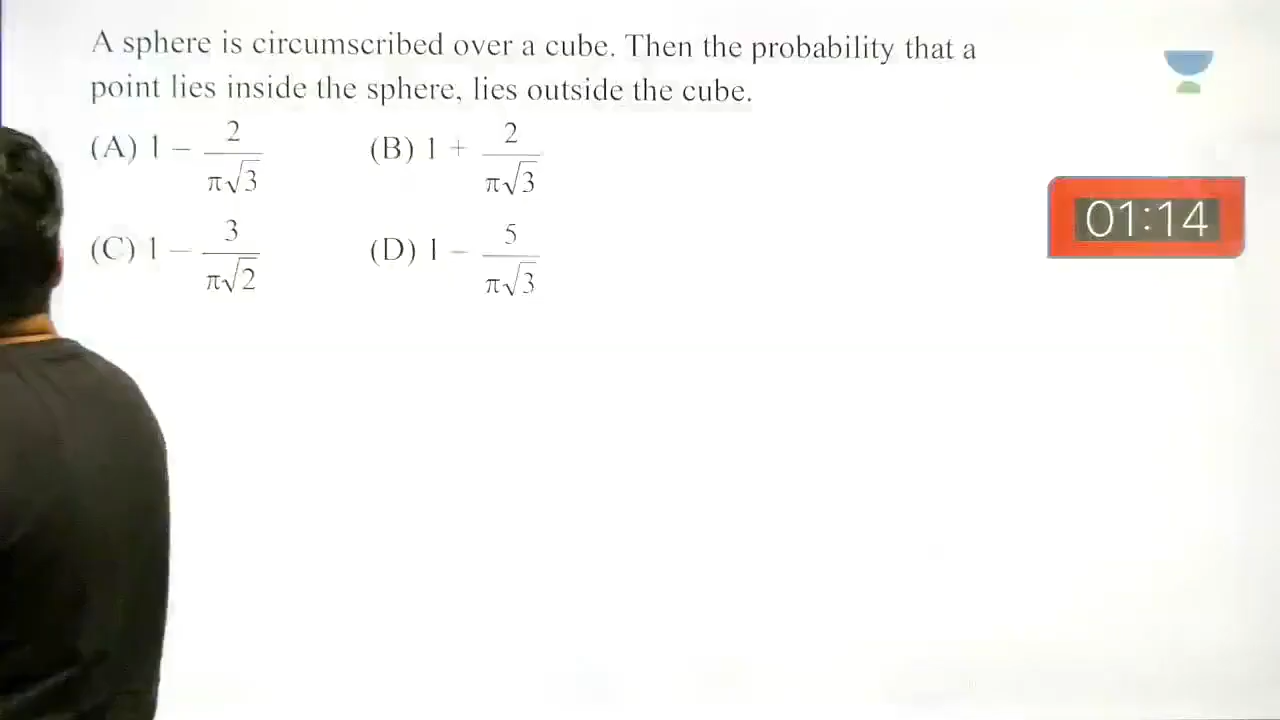 A sphere is circumscribed over a cube. Then the probability that a
point lies inside the sphere, lies outside the cube.
(A) 1 − 2/π√3 (B) 1 + 2/π√3
(C) 1 − 3/π√2 (D) 1 − 5/π√3
01:14